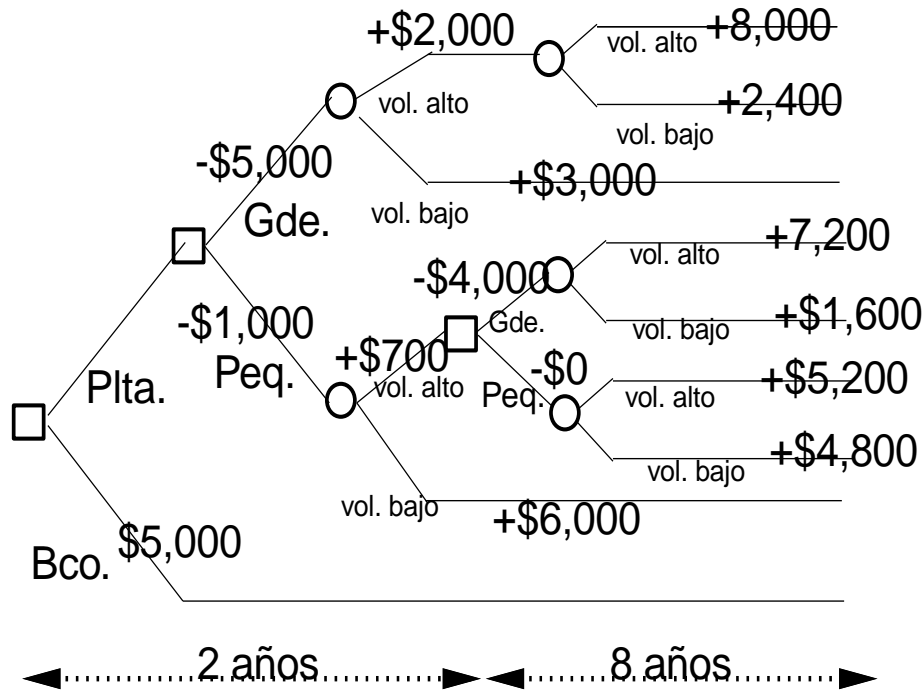 +$2,000
vol. alto
+8,000
vol. alto
+2,400
vol. bajo
-$5,000
Gde.
vol. bajo
+$3,000
vol. alto
+7,200
-$4,000
Gde.
vol. bajo
+$1,600
-$1,000
Peq.
+$700
vol. alto
-$0
Peq.
vol. alto
+$5,200
vol. bajo
+$4,800
Plta.
vol. bajo
+$6,000
$5,000
Bco.
2 años
8 años